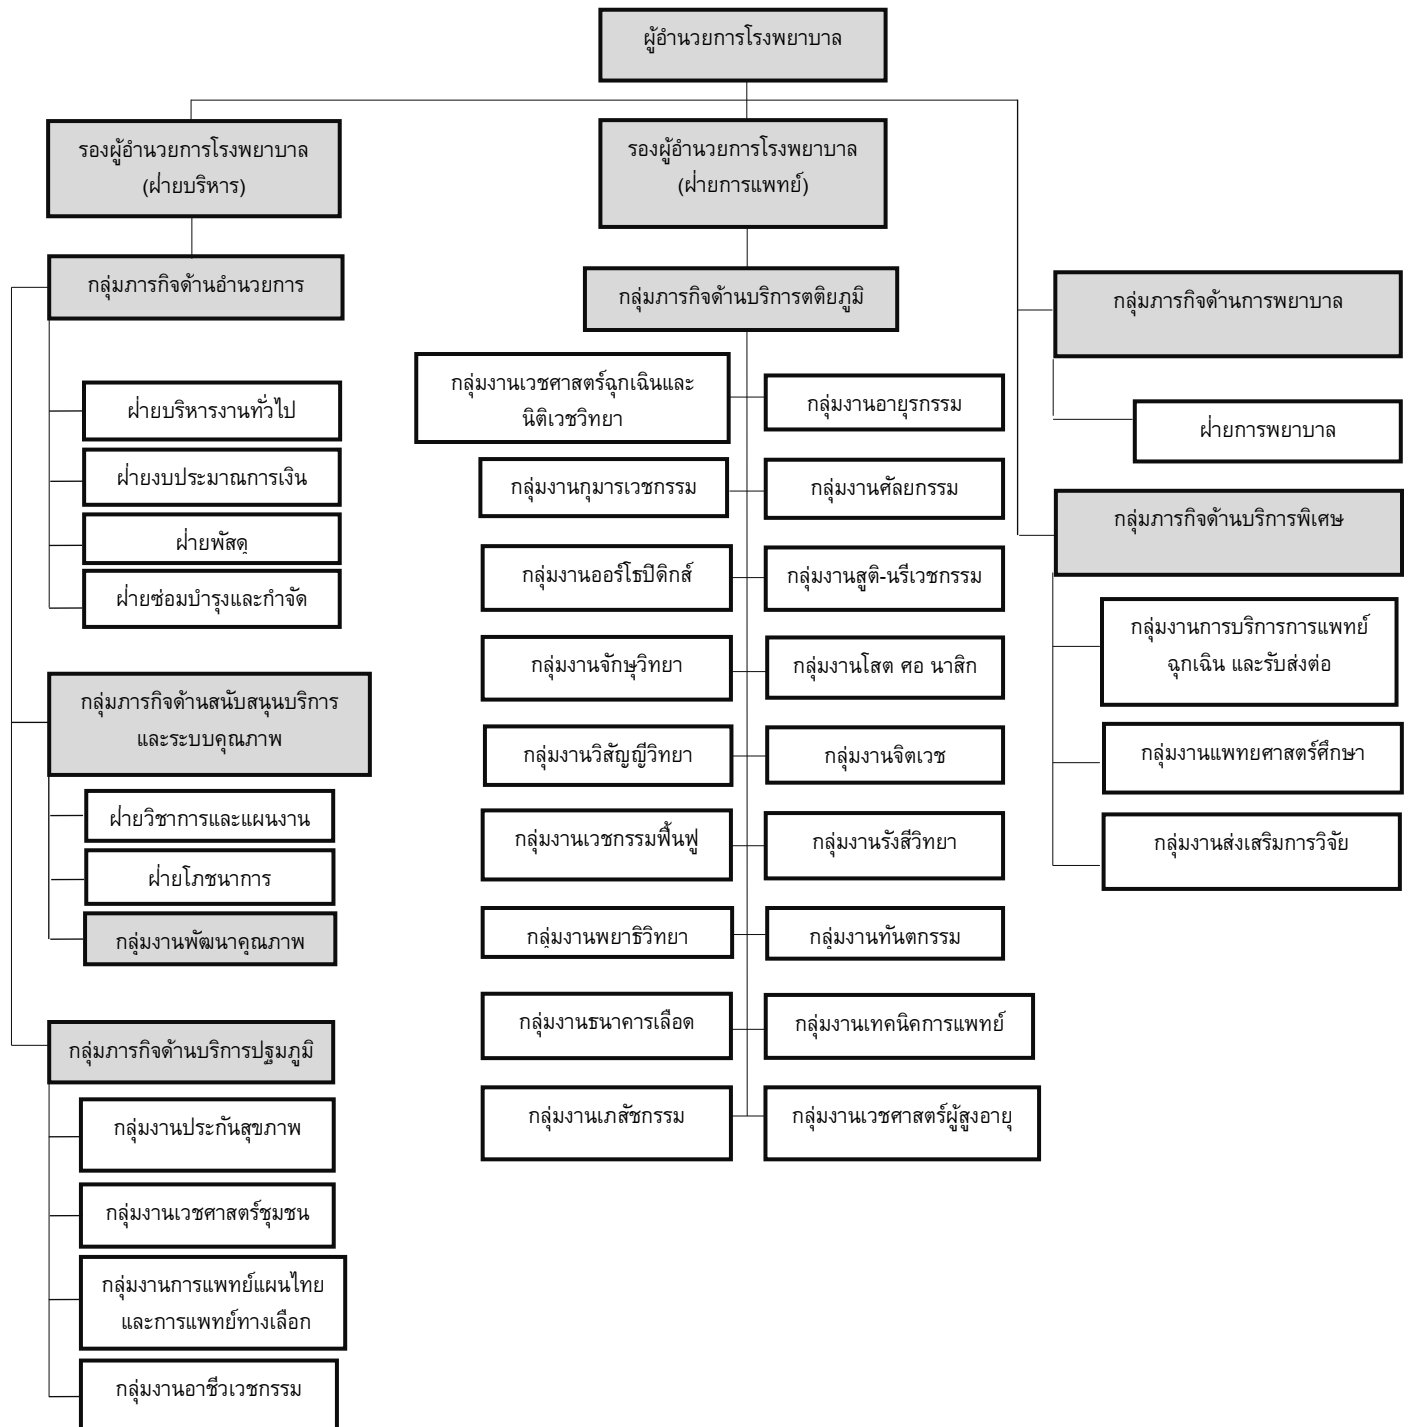 ผู้อำนวยการโรงพยาบาล
รองผู้อำนวยการโรงพยาบาล
(ฝ่ายบริหาร)
รองผู้อำนวยการโรงพยาบาล
(ฝ่ายการแพทย์)
กลุ่มภารกิจด้านอำนวยการ
ฝ่ายบริหารงานทั่วไป
ฝ่ายงบประมาณการเงิน
ฝ่ายพัสดุ
ฝ่ายซ่อมบำรุงและกำจัด
กลุ่มภารกิจด้านสนับสนุนบริการ
และระบบคุณภาพ
ฝ่ายวิชาการและแผนงาน
ฝ่ายโภชนาการ
กลุ่มงานพัฒนาคุณภาพ
กลุ่มภารกิจด้านบริการปฐมภูมิ
กลุ่มงานประกันสุขภาพ
กลุ่มงานเวชศาสตร์ชุมชน
กลุ่มงานการแพทย์แผนไทย
และการแพทย์ทางเลือก
กลุ่มงานอาชีวเวชกรรม
กลุ่มภารกิจด้านบริการตติยภูมิ
กลุ่มงานเวชศาสตร์ฉุกเฉินและ
นิติเวชวิทยา
กลุ่มงานอายุรกรรม
กลุ่มงานกุมารเวชกรรม
กลุ่มงานศัลยกรรม
กลุ่มงานออร์โธปิดิกส์
กลุ่มงานสูติ-นรีเวชกรรม
กลุ่มงานจักษุวิทยา
กลุ่มงานโสต ศอ นาสิก
กลุ่มงานวิสัญญีวิทยา
กลุ่มงานจิตเวช
กลุ่มงานเวชกรรมฟื้นฟู
กลุ่มงานรังสีวิทยา
กลุ่มงานพยาธิวิทยา
กลุ่มงานทันตกรรม
กลุ่มงานธนาคารเลือด
กลุ่มงานเทคนิคการแพทย์
กลุ่มงานเภสัชกรรม
กลุ่มงานเวชศาสตร์ผู้สูงอายุ
กลุ่มภารกิจด้านการพยาบาล
ฝ่ายการพยาบาล
กลุ่มภารกิจด้านบริการพิเศษ
กลุ่มงานการบริการการแพทย์
ฉุกเฉิน และรับส่งต่อ
กลุ่มงานแพทยศาสตร์ศึกษา
กลุ่มงานส่งเสริมการวิจัย